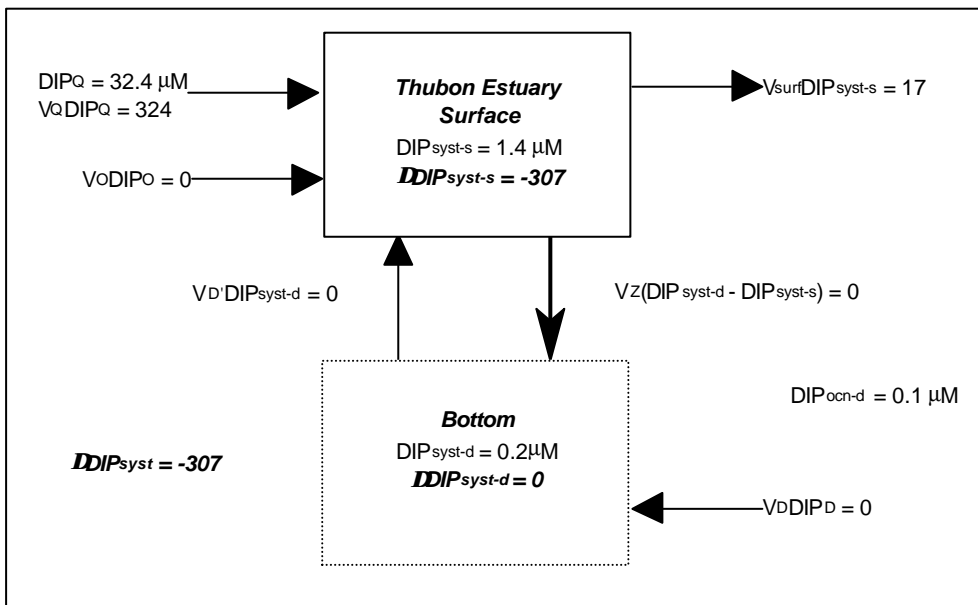 DIPQ = 32.4 µM
VQDIPQ = 324
Thubon Estuary
Surface
DIPsyst-s = 1.4 µM
DDIPsyst-s = -307
VsurfDIPsyst-s = 17
VODIPO = 0
VD'DIPsyst-d = 0
VZ(DIPsyst-d - DIPsyst-s) = 0
DIPocn-d = 0.1 µM
Bottom
DIPsyst-d = 0.2µM
DDIPsyst-d = 0
DDIPsyst = -307
VDDIPD = 0